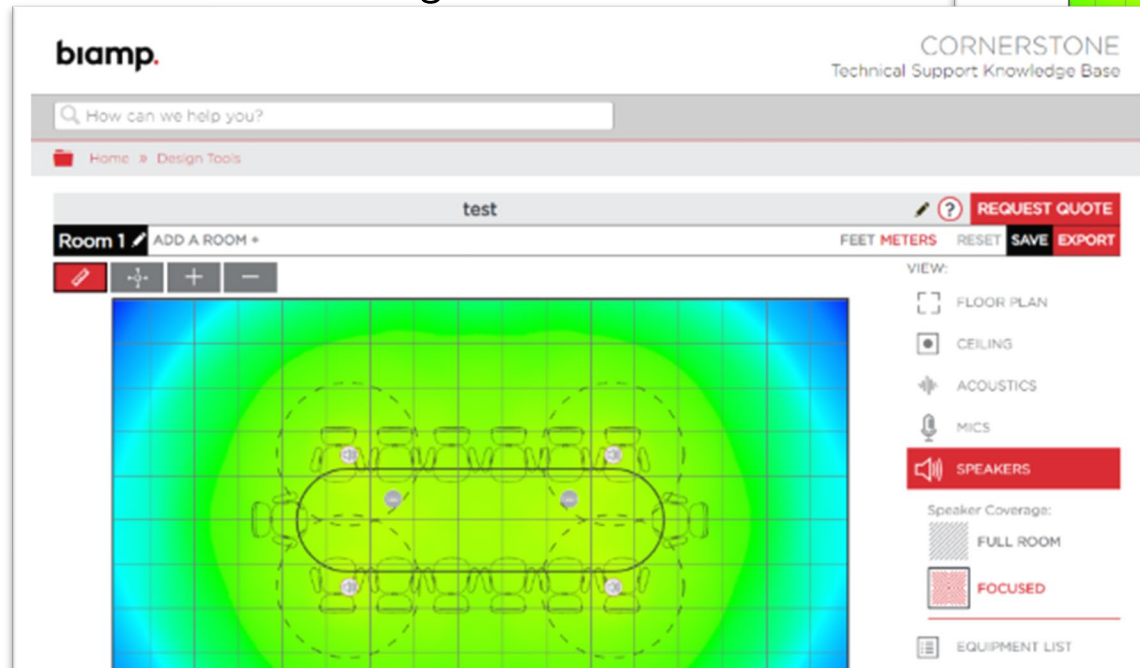 biamp.
CORNERSTONE
Technical Support Knowledge Base
How can we help you?
Home » Design Tools
test
? REQUEST QUOTE
Room 1 ADD A ROOM +
FEET METERS RESET SAVE EXPORT
VIEW:
FLOOR PLAN
CEILING
ACOUSTICS
MICS
SPEAKERS
Speaker Coverage:
FULL ROOM
FOCUSED
EQUIPMENT LIST